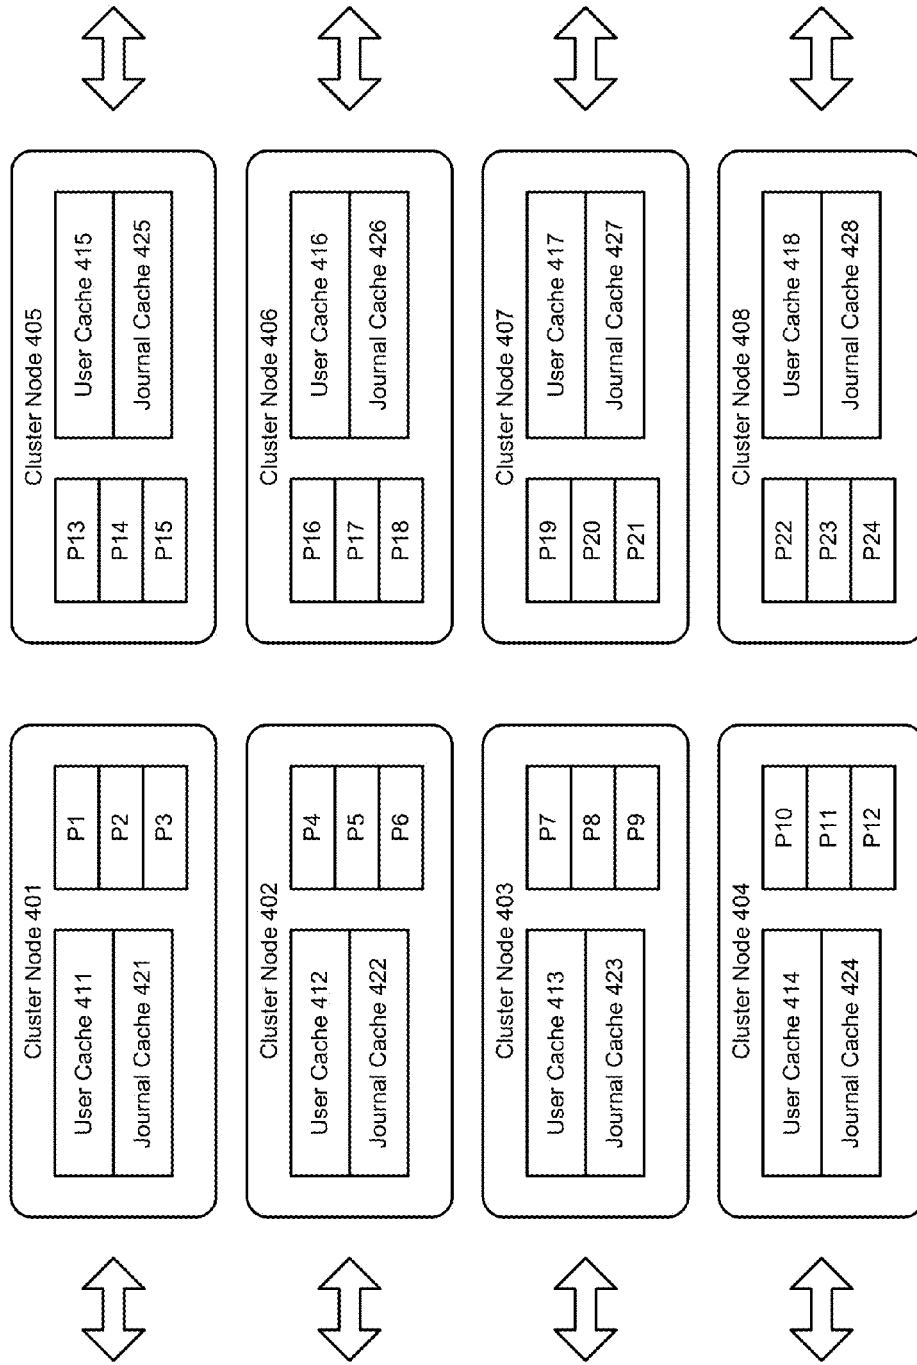 Cluster Node 401
User Cache 411
Journal Cache 421
P1
P2
P3
Cluster Node 405
P13
P14
P15
User Cache 415
Journal Cache 425
Cluster Node 402
User Cache 412
Journal Cache 422
P4
P5
P6
Cluster Node 406
P16
P17
P18
User Cache 416
Journal Cache 426
Cluster Node 403
User Cache 413
Journal Cache 423
P7
P8
P9
Cluster Node 407
P19
P20
P21
User Cache 417
Journal Cache 427
Cluster Node 404
User Cache 414
Journal Cache 424
P10
P11
P12
Cluster Node 408
P22
P23
P24
User Cache 418
Journal Cache 428